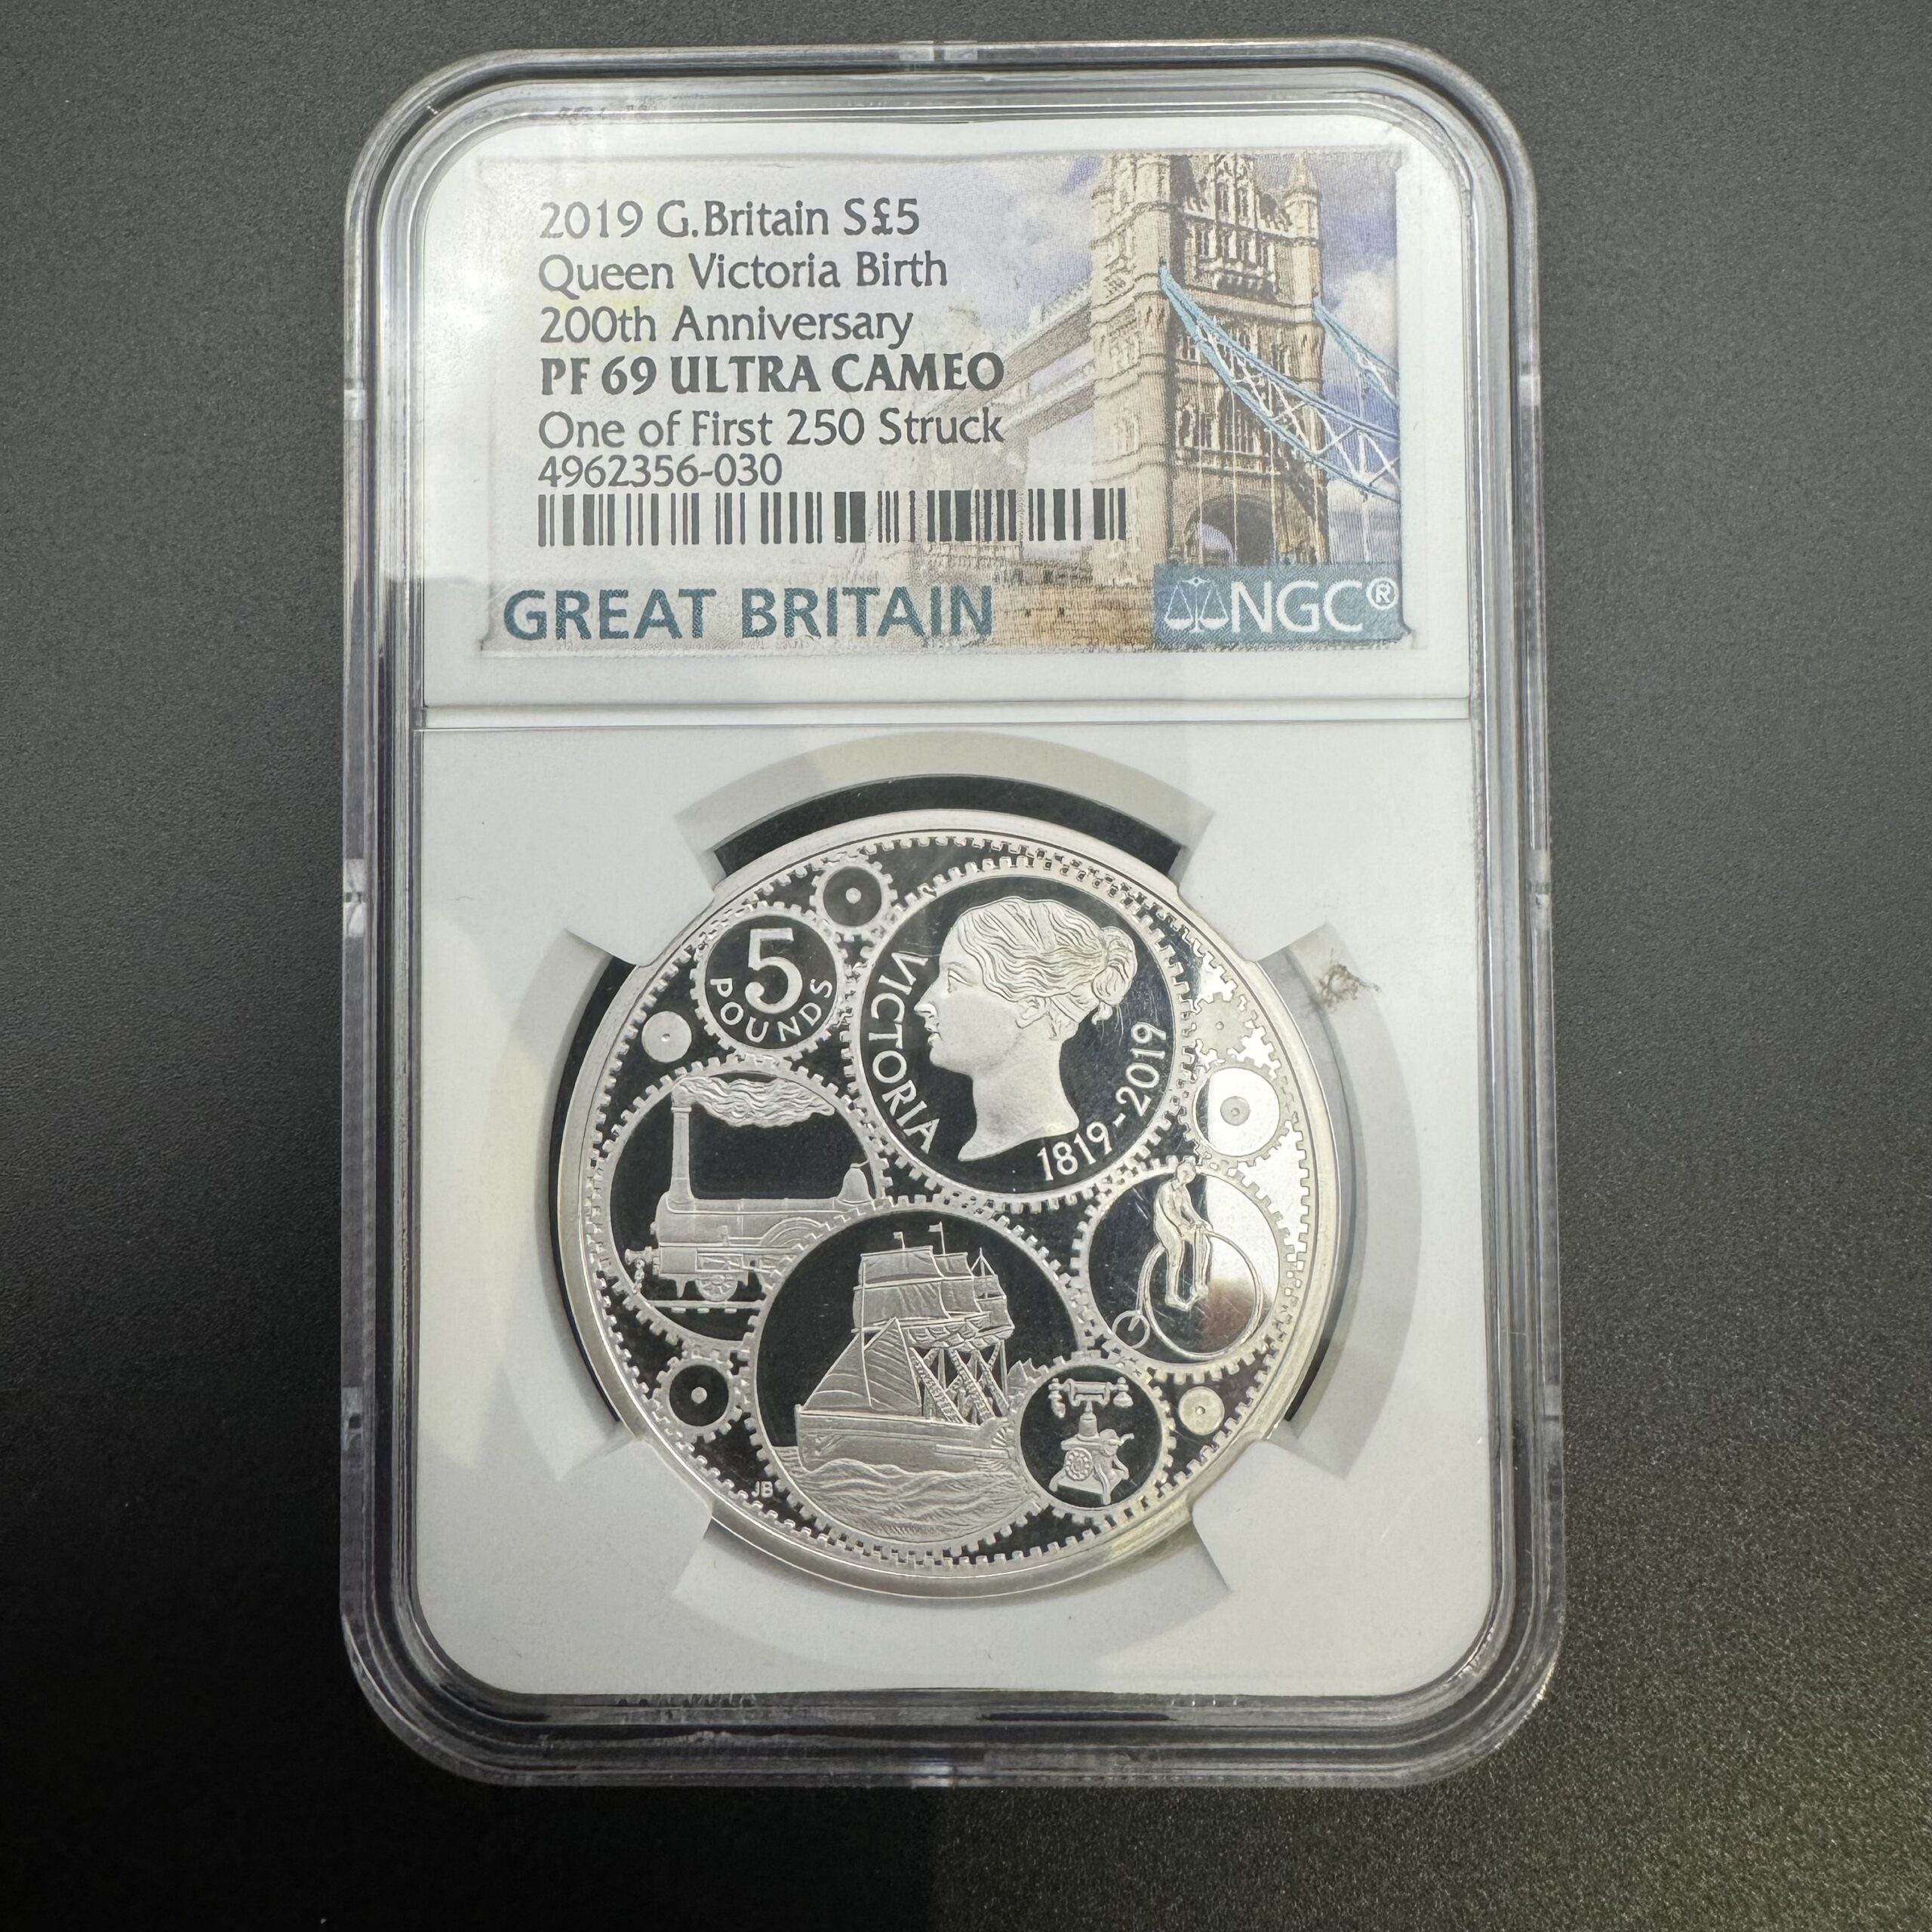 2019 G.Britain S£5
Queen Victoria Birth
200th Anniversary
PF 69 ULTRA CAMEO
One of First 250 Struck
4962356-030
GREAT BRITAIN
NGC®
5
POUNDS
VICTORIA
1819-2019
JB